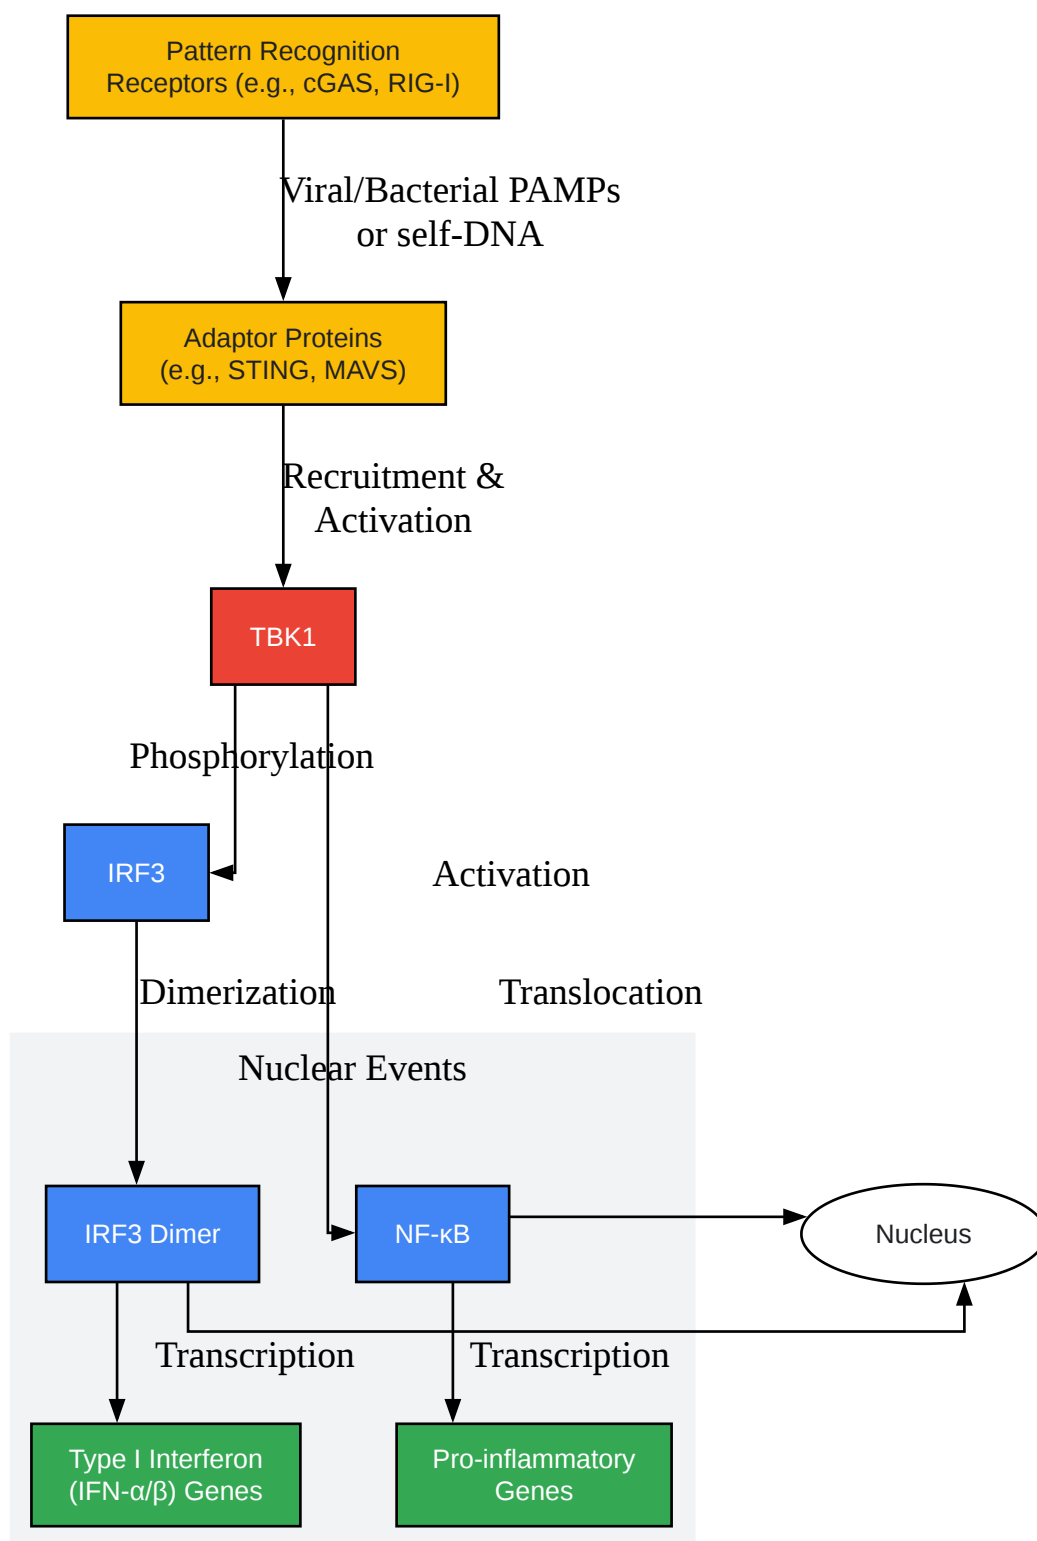 Pattern Recognition
Receptors (e.g., cGAS, RIG-I)
Viral/Bacterial PAMPs
or self-DNA
Adaptor Proteins
(e.g., STING, MAVS)
Recruitment &
Activation
TBK1
Phosphorylation
IRF3
Activation
Dimerization
Translocation
Nuclear Events
IRF3 Dimer
NF-κB
Nucleus
Transcription
Transcription
Type I Interferon
(IFN-α/β) Genes
Pro-inflammatory
Genes